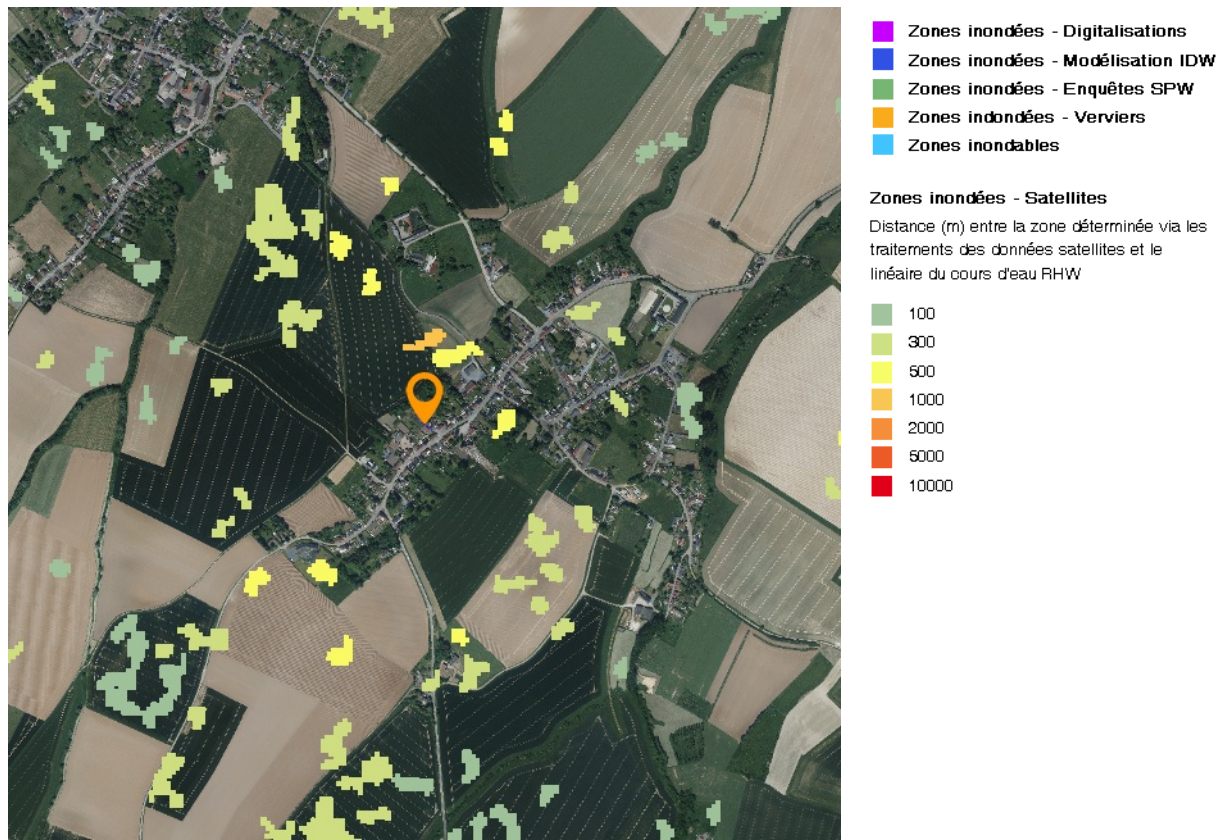 Zones inondées - Digitalisations
Zones inondées - Modélisation IDW
Zones inondées - Enquêtes SPW
Zones indondées - Verviers
Zones inondables
Zones inondées - Satellites
Distance (m) entre la zone déterminée via les
traitements des données satellites et le
linéaire du cours d'eau RHW
100
300
500
1000
2000
5000
10000